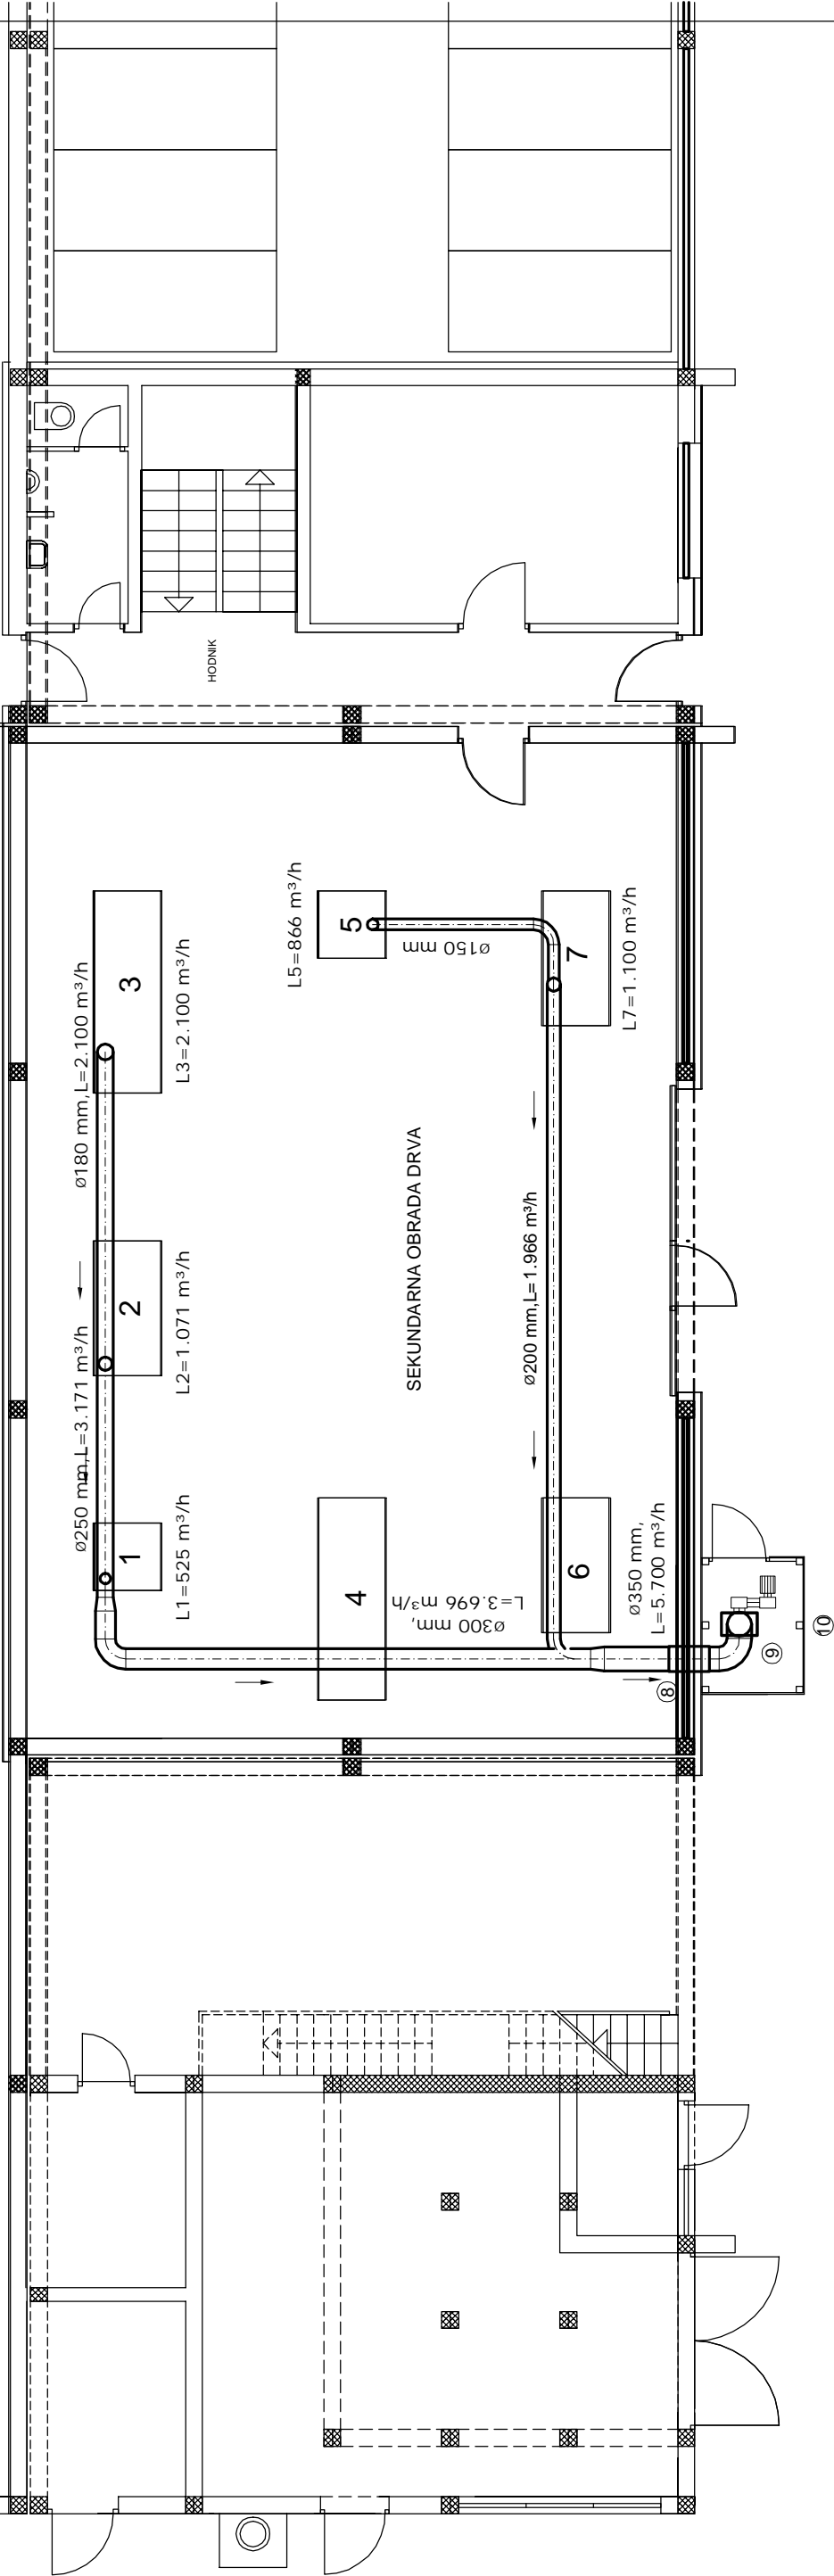 HODNIK
ø180 mm,L=2.100 m³/h
3
L3=2.100 m³/h
L5=866 m³/h
5
ø150 mm
7
L7=1.100 m³/h
2
L2=1.071 m³/h
SEKUNDARNA OBRADA DRVA
ø200 mm,L=1.966 m³/h
ø250 mm,L=3.171 m³/h
1
L1=525 m³/h
4
ø300 mm,
L=3.696 m³/h
6
ø350 mm,
L=5.700 m³/h
8
9
10